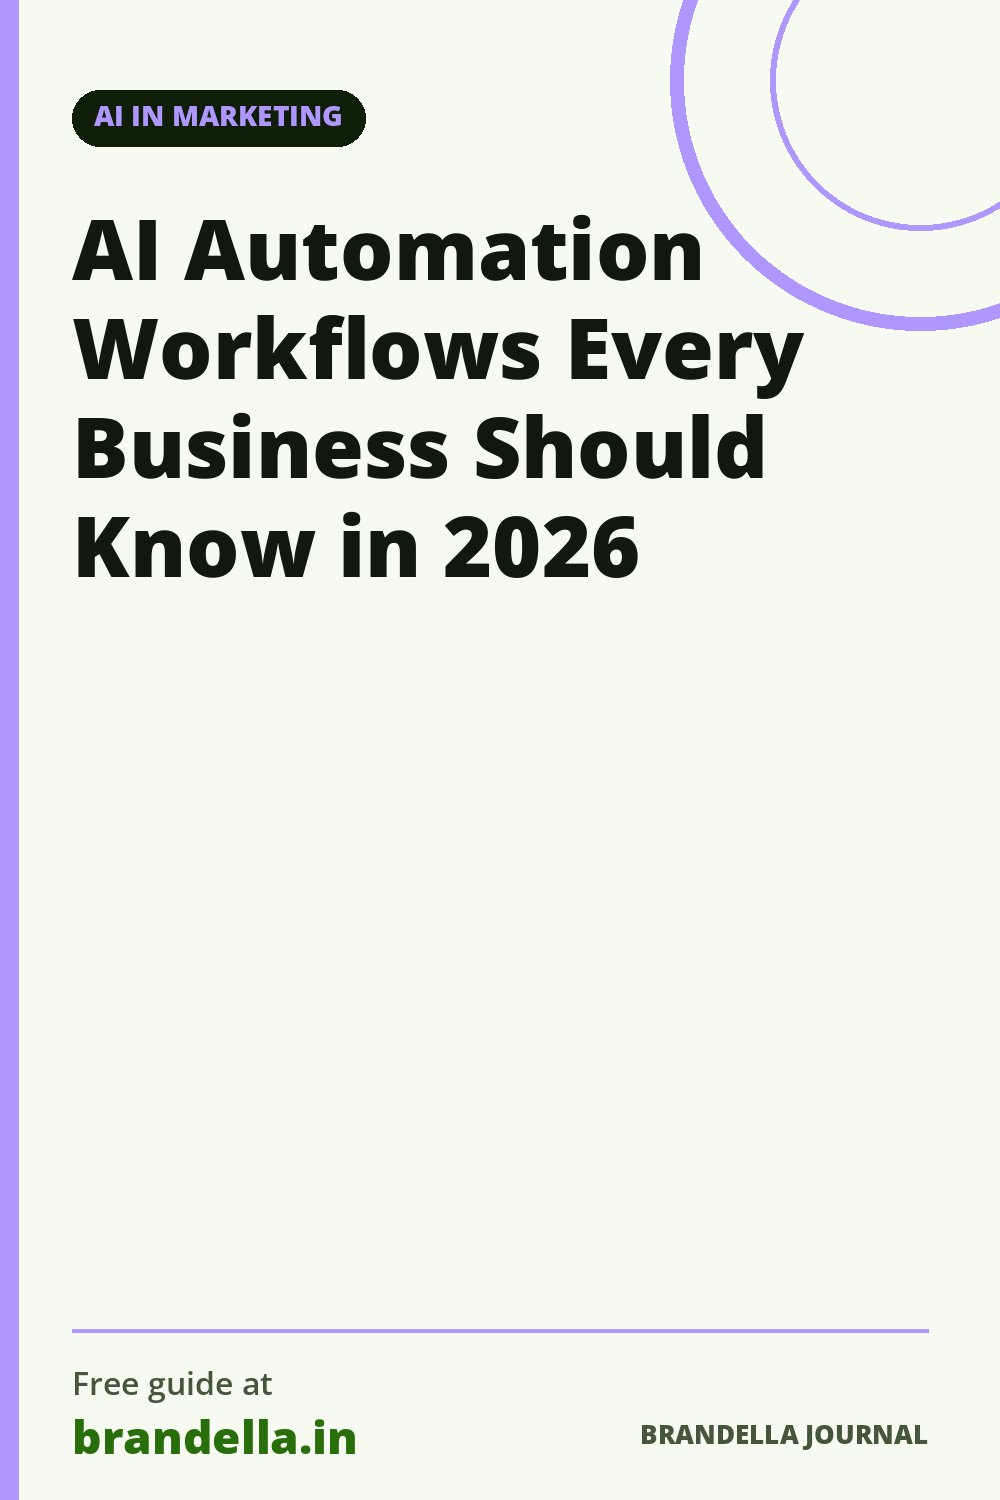 AI IN MARKETING
AI Automation
Workflows Every
Business Should
Know in 2026
Free guide at
brandella.in
BRANDELLA JOURNAL